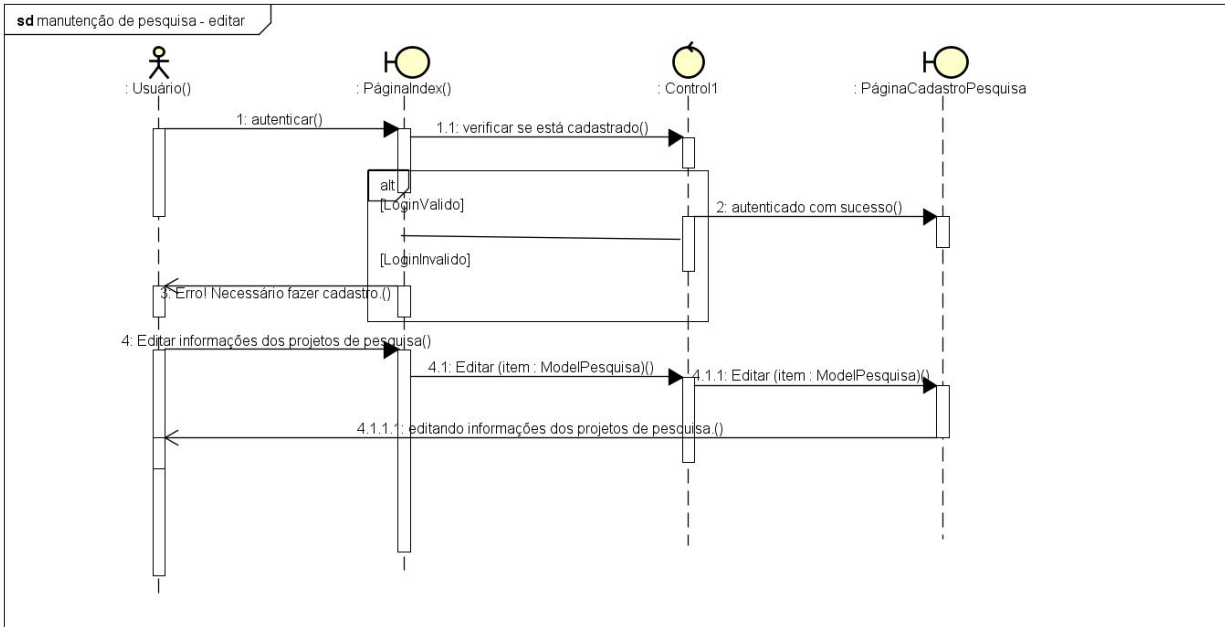 sd manutenção de pesquisa - editar
: Usuário()
: PáginaIndex()
: Control1
: PáginaCadastroPesquisa
1: autenticar()
1.1: verificar se está cadastrado()
alt
[LoginValido]
2: autenticado com sucesso()
[LoginInvalido]
3: Erro! Necessário fazer cadastro.()
4: Editar informações dos projetos de pesquisa()
4.1: Editar (item : ModelPesquisa)()
4.1.1: Editar (item : ModelPesquisa)()
4.1.1.1: editando informações dos projetos de pesquisa.()